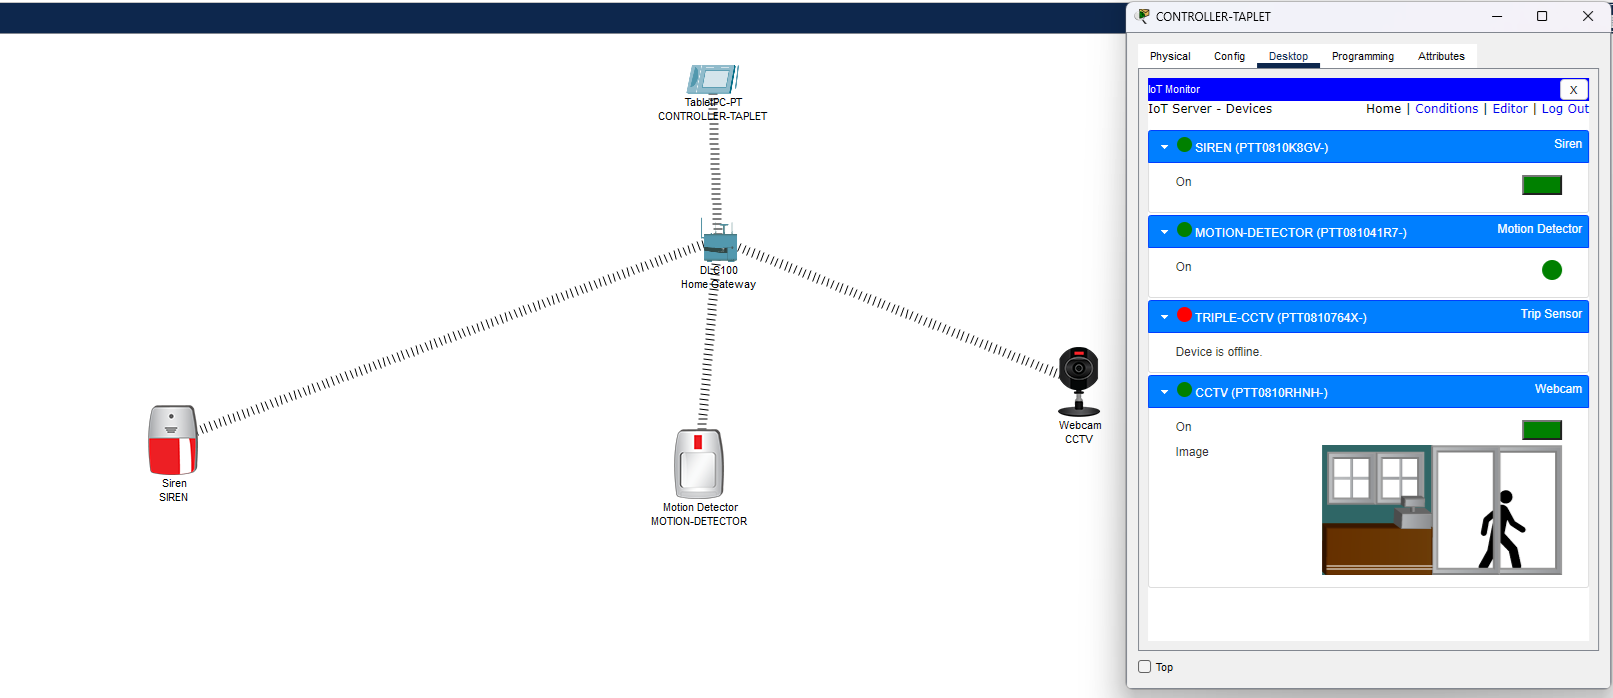 TabletPC-PT
CONTROLLER-TAPLET
DLC100
Home Gateway
Siren
SIREN
Motion Detector
MOTION-DETECTOR
Webcam
CCTV
CONTROLLER-TAPLET
Physical Config Desktop Programming Attributes
IoT Monitor X
IoT Server - Devices Home | Conditions | Editor | Log Out
SIREN (PTT0810K8GV-) Siren
On
MOTION-DETECTOR (PTT081041R7-) Motion Detector
On
TRIPLE-CCTV (PTT0810764X-) Trip Sensor
Device is offline.
CCTV (PTT0810RHNH-) Webcam
On
Image
Top